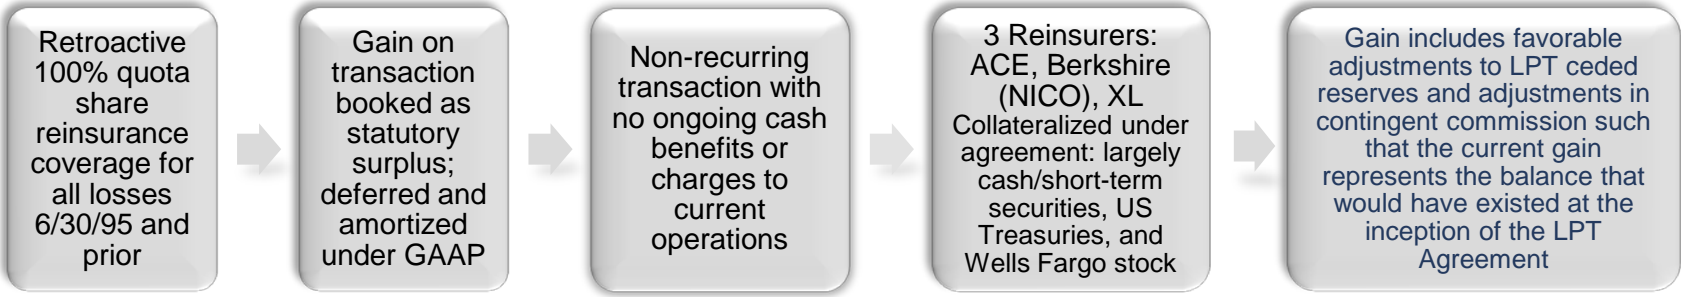 Retroactive
100% quota
share
reinsurance
coverage for
all losses
6/30/95 and
prior
Gain on
transaction
booked as
statutory
surplus;
deferred and
amortized
under GAAP
Non-recurring
transaction with
no ongoing cash
benefits or
charges to
current
operations
3 Reinsurers:
ACE, Berkshire
(NICO), XL
Collateralized under
agreement: largely
cash/short-term
securities, US
Treasuries, and
Wells Fargo stock
Gain includes favorable
adjustments to LPT ceded
reserves and adjustments in
contingent commission such
that the current gain
represents the balance that
would have existed at the
inception of the LPT
Agreement